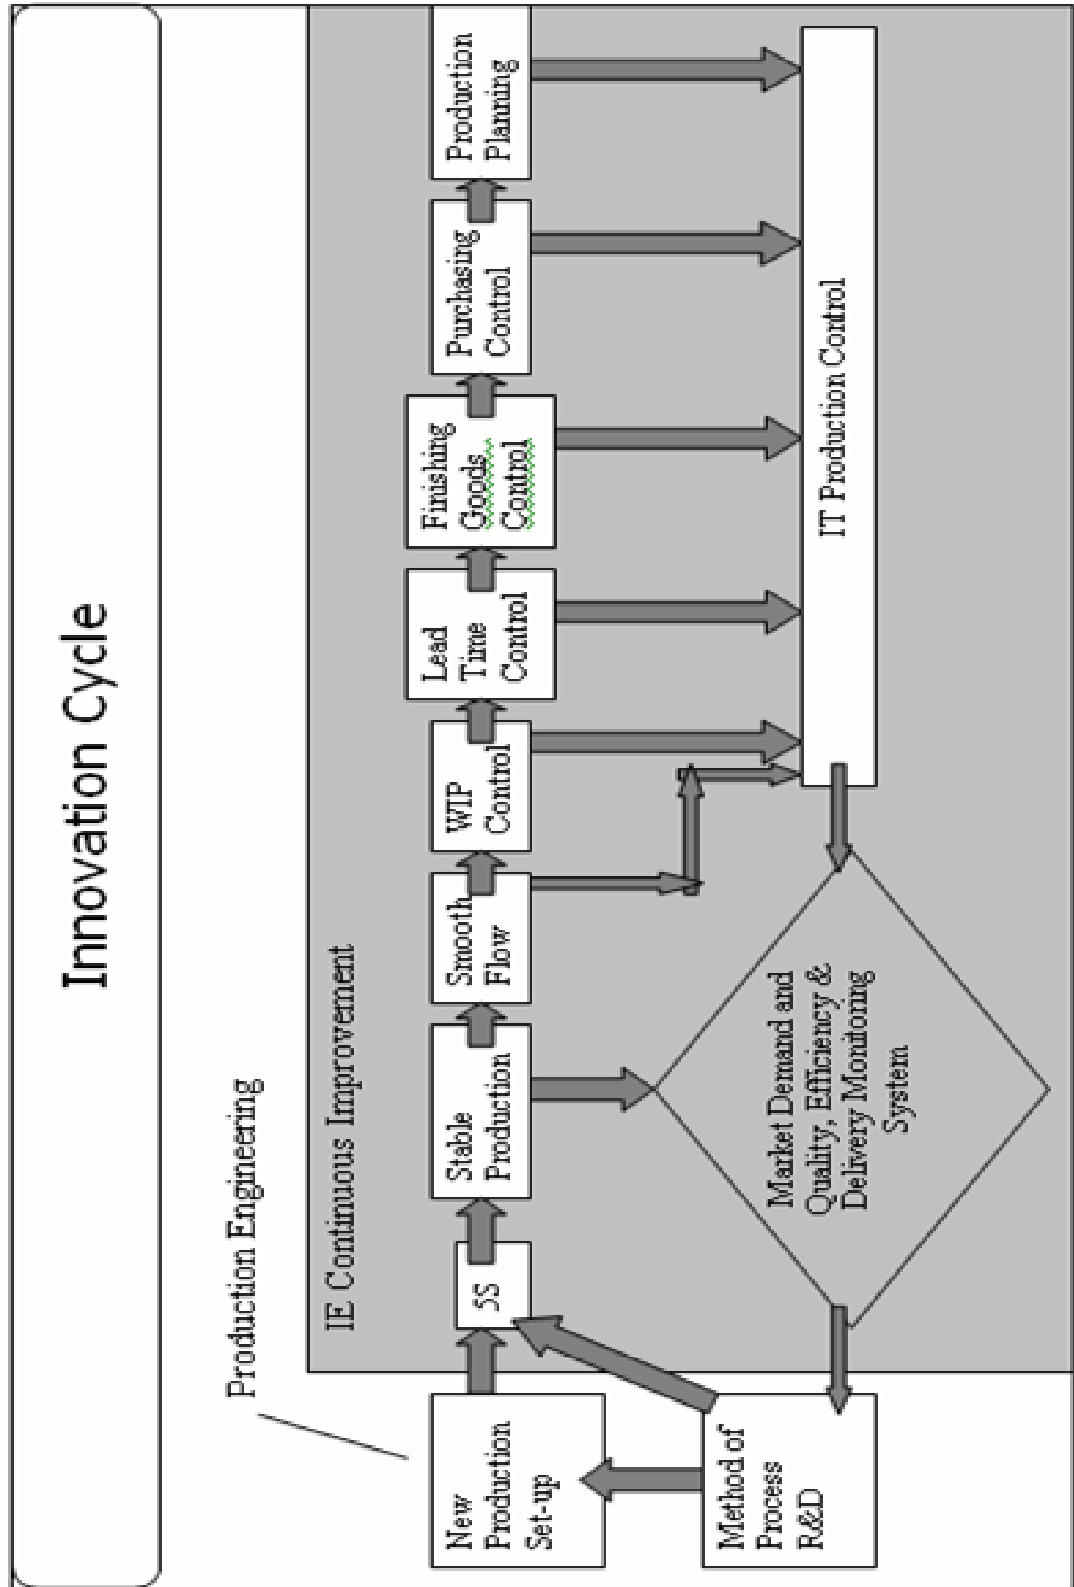 Innovation Cycle
Production Engineering
IE Continuous Improvement
New
Production
Set-up
5S
Stable
Production
Smooth
Flow
WIP
Control
Lead
Time
Control
Finishing
Goods
Control
Purchasing
Control
Production
Planning
Method of
Process
R&D
Market Demand and
Quality, Efficiency &
Delivery Monitoring
System
IT Production Control